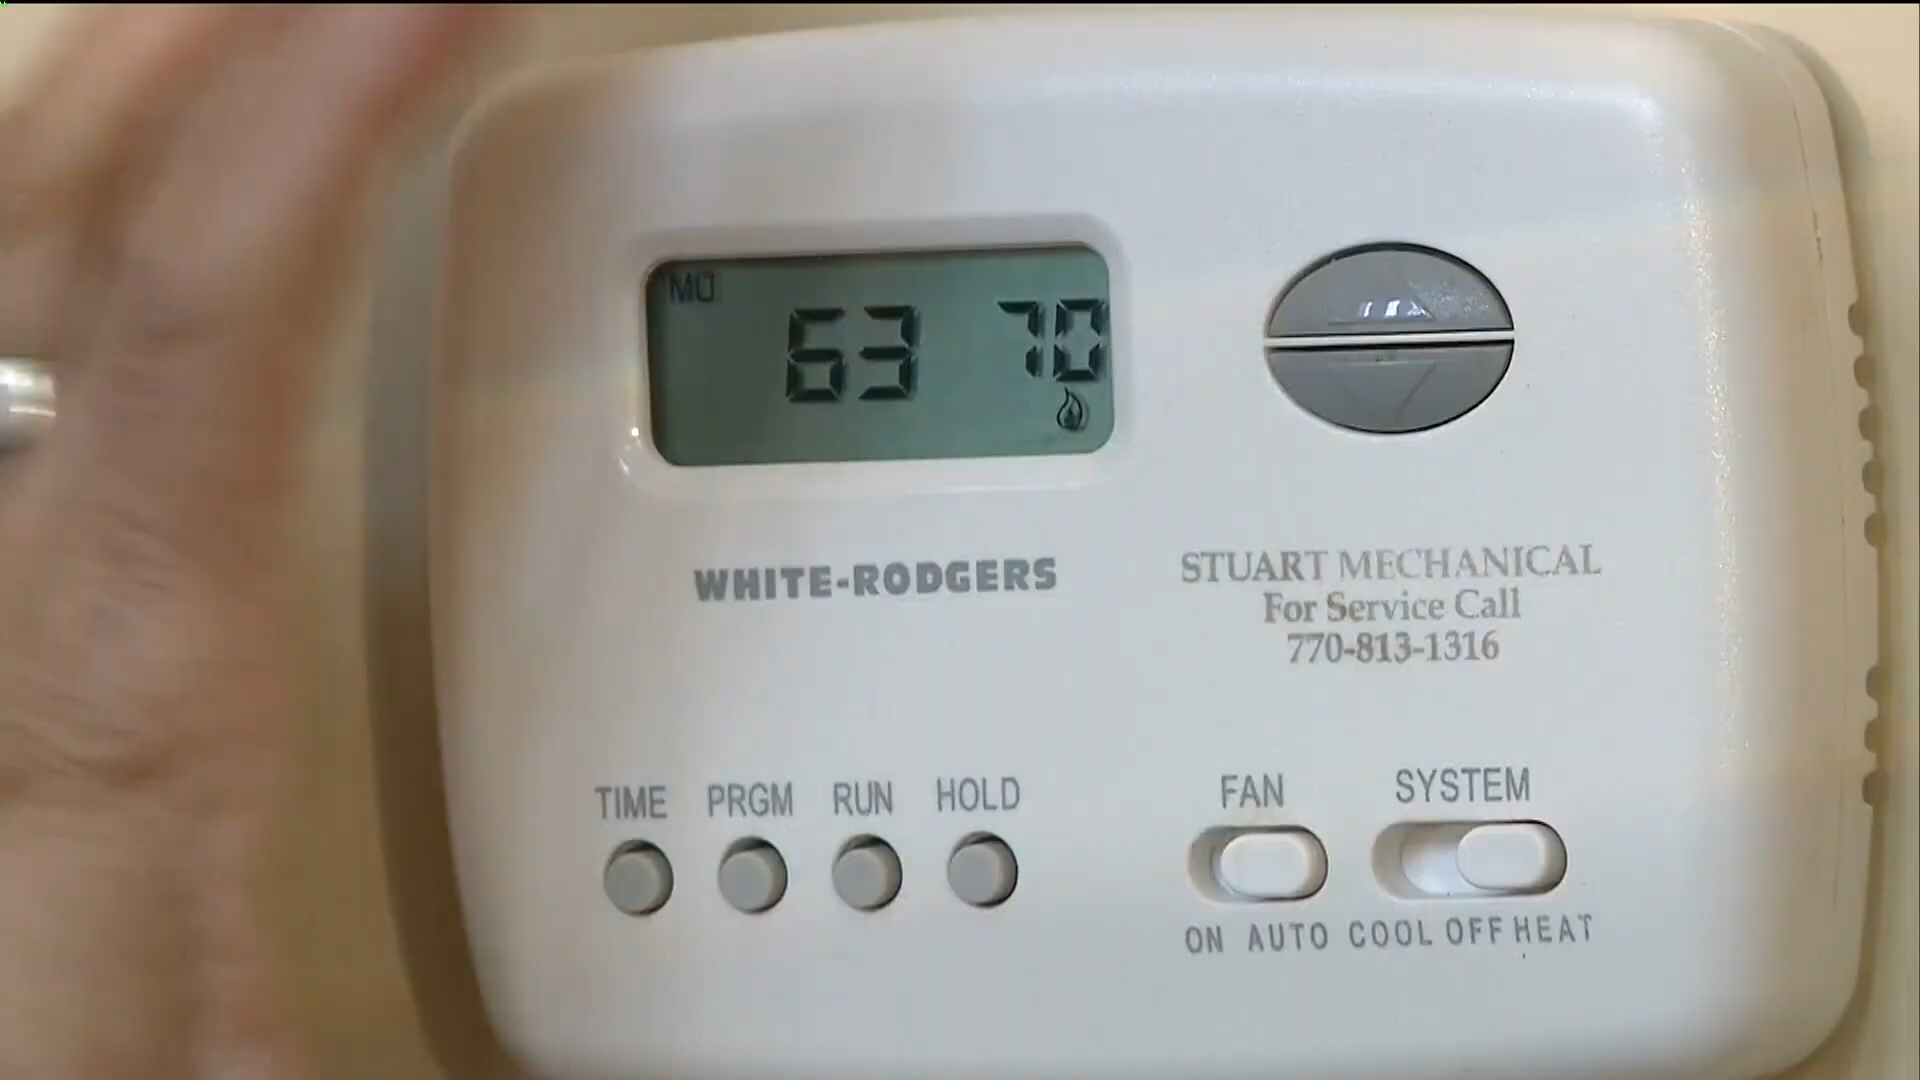 MO
63 70
WHITE-RODGERS
STUART MECHANICAL
For Service Call
770-813-1316
TIME PRGM RUN HOLD
FAN SYSTEM
ON AUTO COOL OFF HEAT